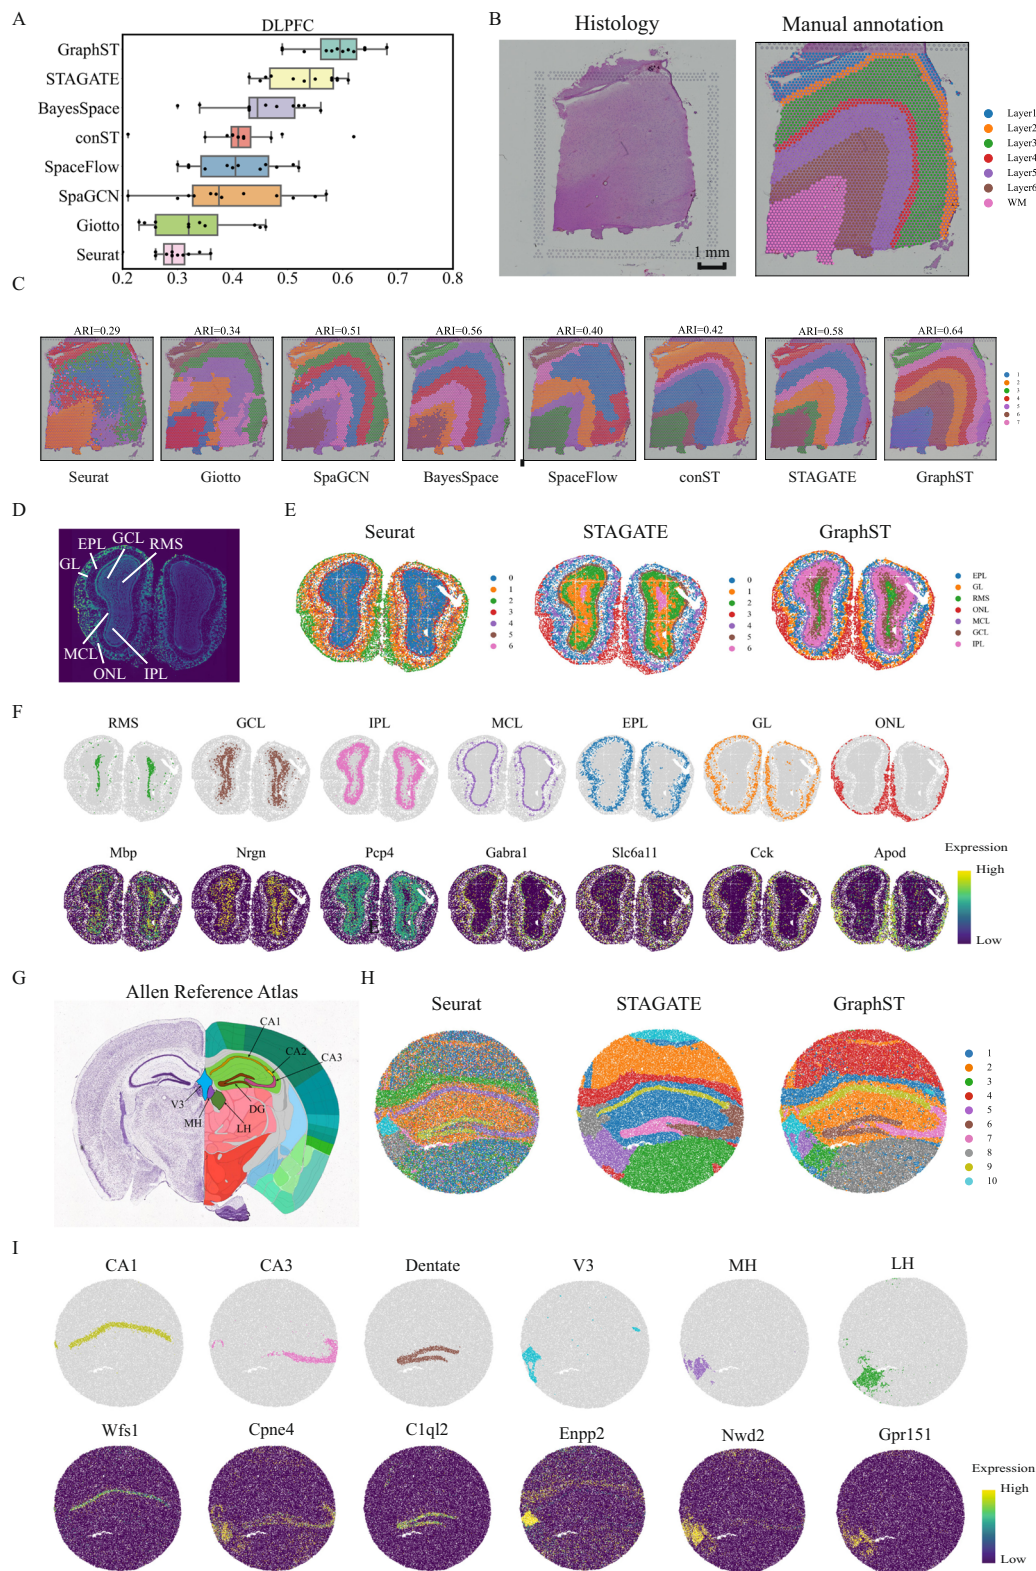 A
DLPFC
GraphST
STAGATE
BayesSpace
conST
SpaceFlow
SpaGCN
Giotto
Seurat
0.2 0.3 0.4 0.5 0.6 0.7 0.8
B
Histology
Manual annotation
1 mm
Layer1
Layer2
Layer3
Layer4
Layer5
Layer6
WM
C
ARI=0.29 ARI=0.34 ARI=0.51 ARI=0.56 ARI=0.40 ARI=0.42 ARI=0.58 ARI=0.64
1
2
3
4
5
6
7
Seurat Giotto SpaGCN BayesSpace SpaceFlow conST STAGATE GraphST
D
GCL
EPL
RMS
GL
MCL
ONL
IPL
E
Seurat STAGATE GraphST
0
1
2
3
4
5
6
0
1
2
3
4
5
6
EPL
GL
RMS
ONL
MCL
GCL
IPL
F
RMS GCL IPL MCL EPL GL ONL
Mbp Nrgn Pcp4 Gabra1 Slc6a11 Cck Apod
Expression
High
Low
G
Allen Reference Atlas
CA1
CA2
CA3
V3
MH
DG
LH
H
Seurat STAGATE GraphST
1
2
3
4
5
6
7
8
9
10
I
CA1 CA3 Dentate V3 MH LH
Wfs1 Cpne4 C1ql2 Enpp2 Nwd2 Gpr151
Expression
High
Low